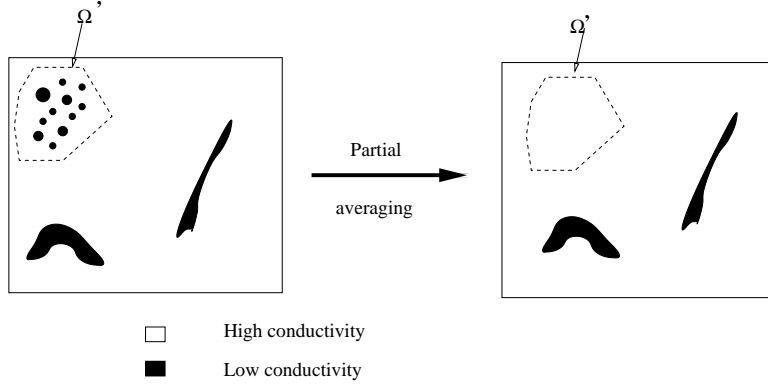 Ω’
Ω’
Partial
averaging
High conductivity
Low conductivity